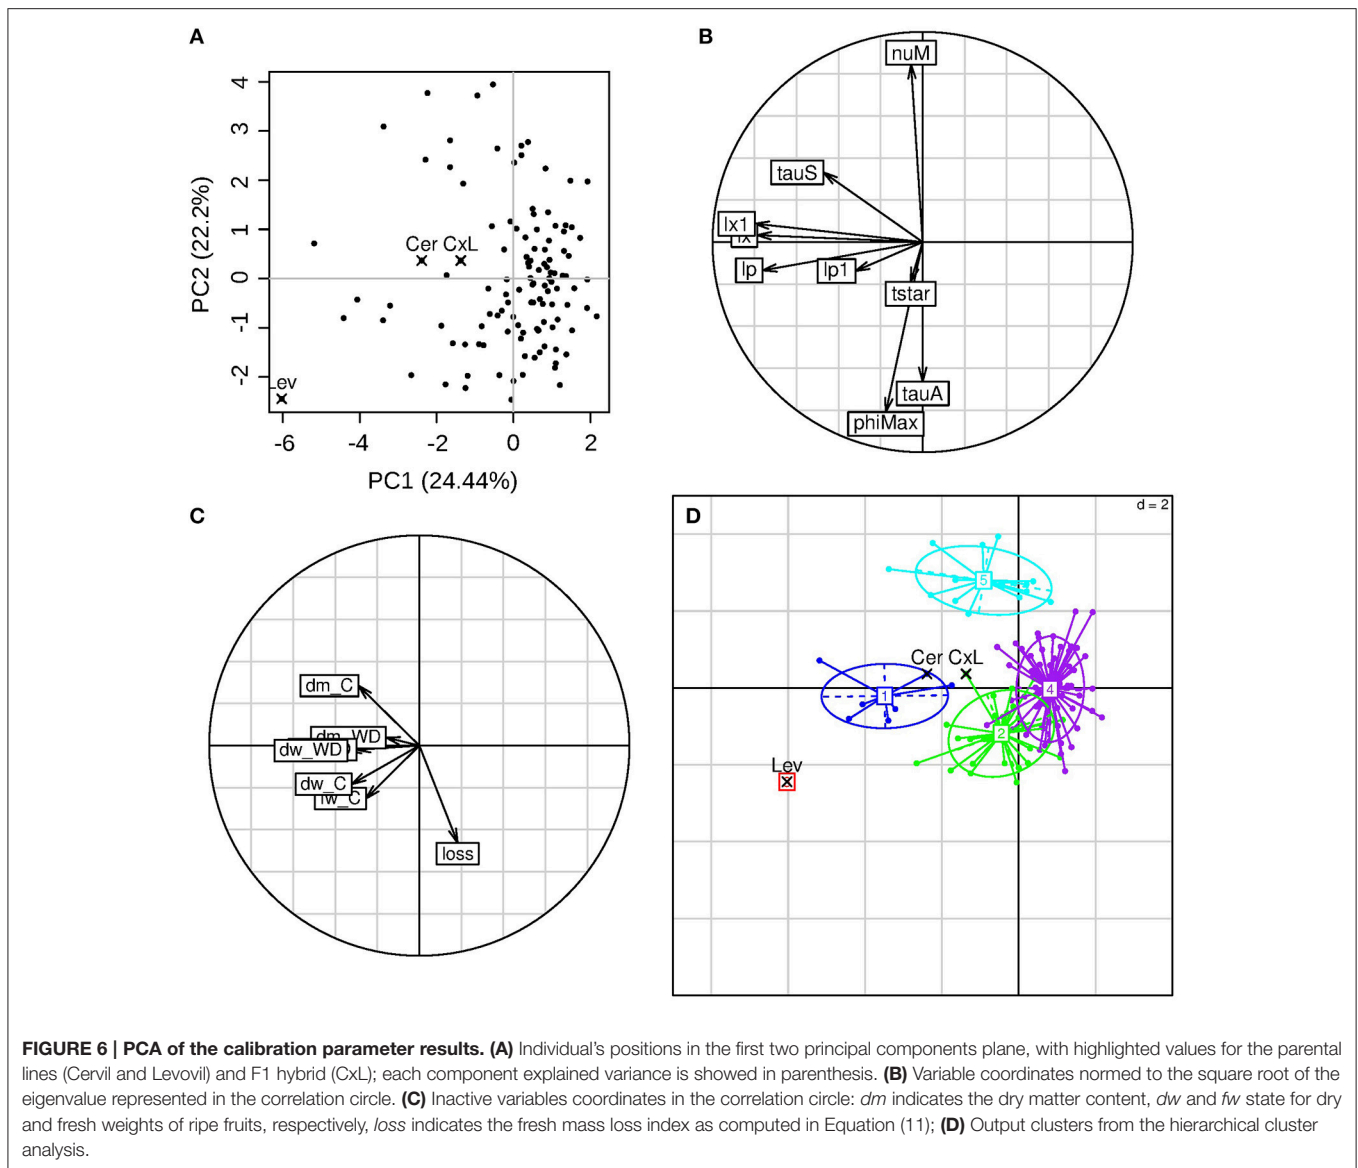 A
4
3
2
1
0
-1
-2
PC2 (22.2%)
Cer CxL
Lev
-6 -4 -2 0 2
PC1 (24.44%)
B
nuM
tauS
lx1
lx
lp
lp1
tstar
tauA
phiMax
C
dm_C
dm_WD
dw_WD
dw_C
fw_C
loss
D
d = 2
5
Cer CxL
1
4
2
Lev
FIGURE 6 | PCA of the calibration parameter results. (A) Individual's positions in the first two principal components plane, with highlighted values for the parental
lines (Cervil and Levovil) and F1 hybrid (CxL); each component explained variance is showed in parenthesis. (B) Variable coordinates normed to the square root of the
eigenvalue represented in the correlation circle. (C) Inactive variables coordinates in the correlation circle: dm indicates the dry matter content, dw and fw state for dry
and fresh weights of ripe fruits, respectively, loss indicates the fresh mass loss index as computed in Equation (11); (D) Output clusters from the hierarchical cluster
analysis.